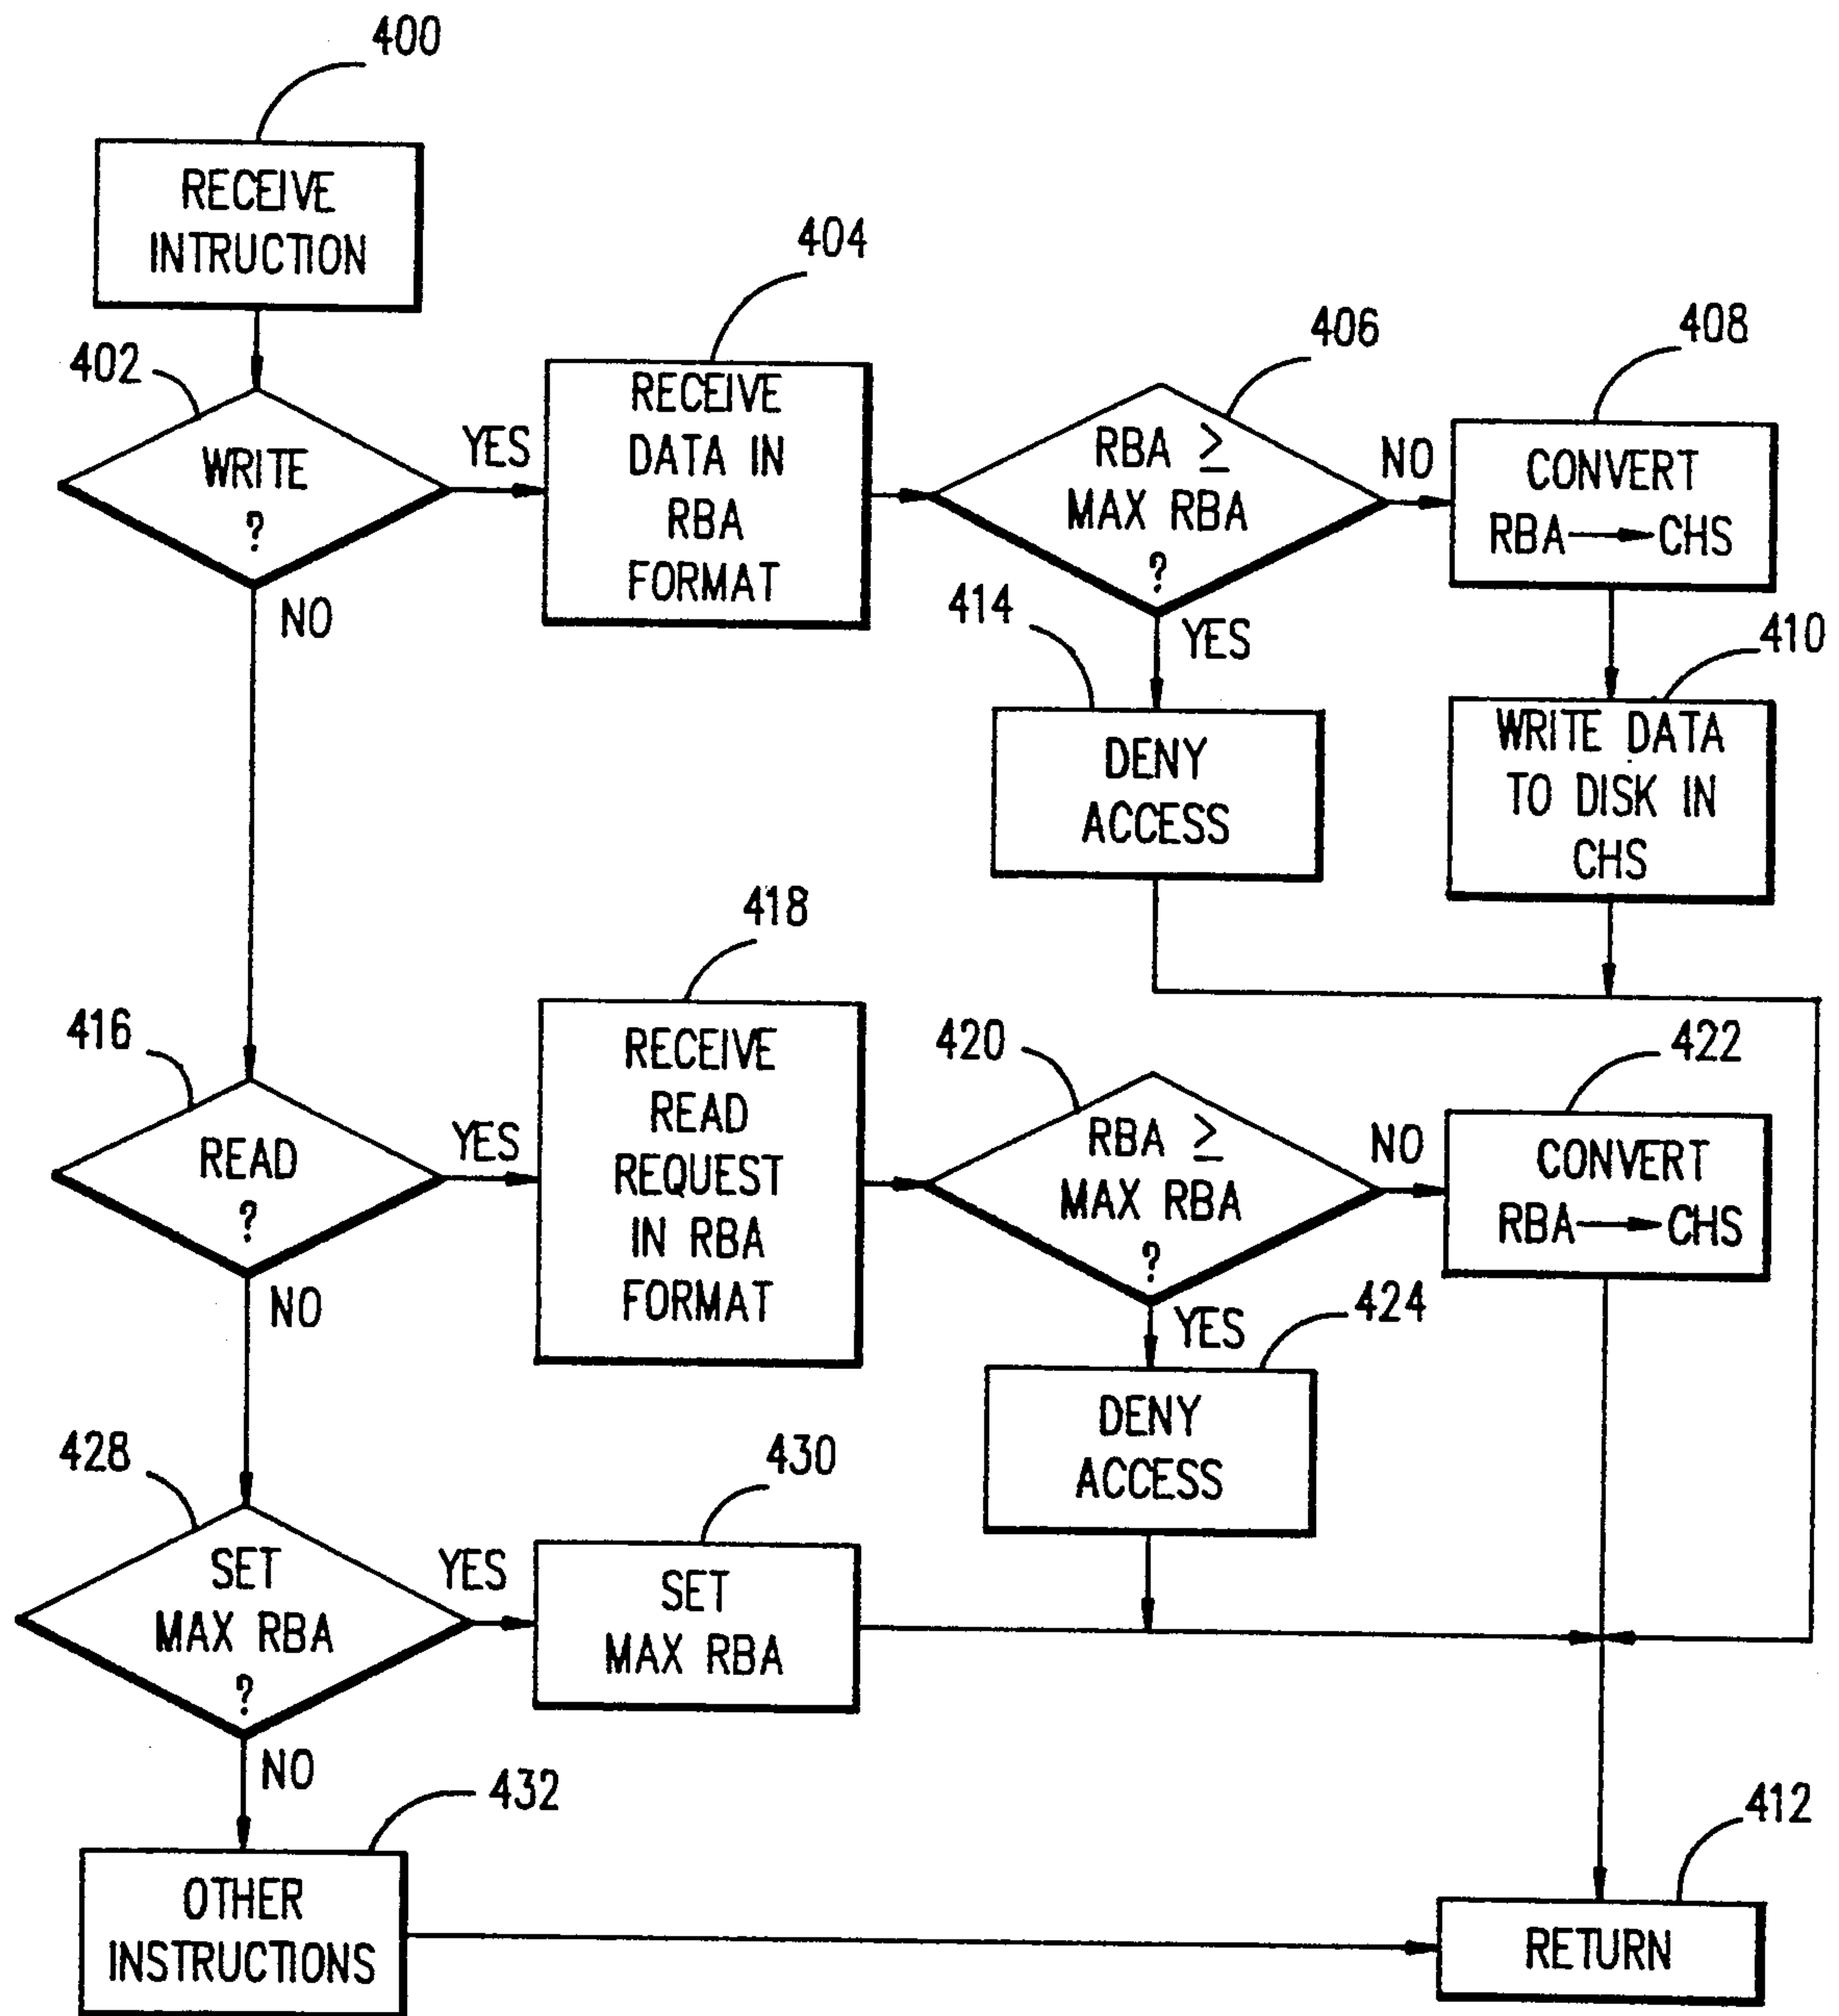 400
RECEIVE
INTRUCTION
402
WRITE
?
YES
NO
404
RECEIVE
DATA IN
RBA
FORMAT
406
RBA ≥
MAX RBA
?
NO
YES
408
CONVERT
RBA → CHS
414
DENY
ACCESS
410
WRITE DATA
TO DISK IN
CHS
416
READ
?
YES
NO
418
RECEIVE
READ
REQUEST
IN RBA
FORMAT
420
RBA ≥
MAX RBA
?
NO
YES
422
CONVERT
RBA → CHS
424
DENY
ACCESS
428
SET
MAX RBA
?
YES
NO
430
SET
MAX RBA
432
OTHER
INSTRUCTIONS
412
RETURN